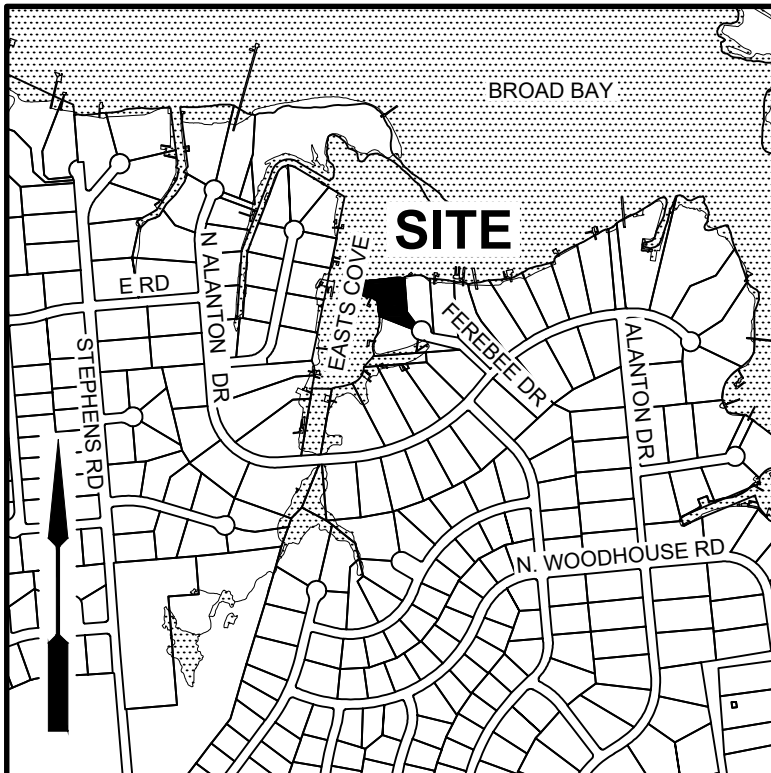 BROAD BAY
SITE
EASTS COVE
N ALANTON DR
E RD
FEREBEE DR
ALANTON DR
STEPHENS RD
N. WOODHOUSE RD